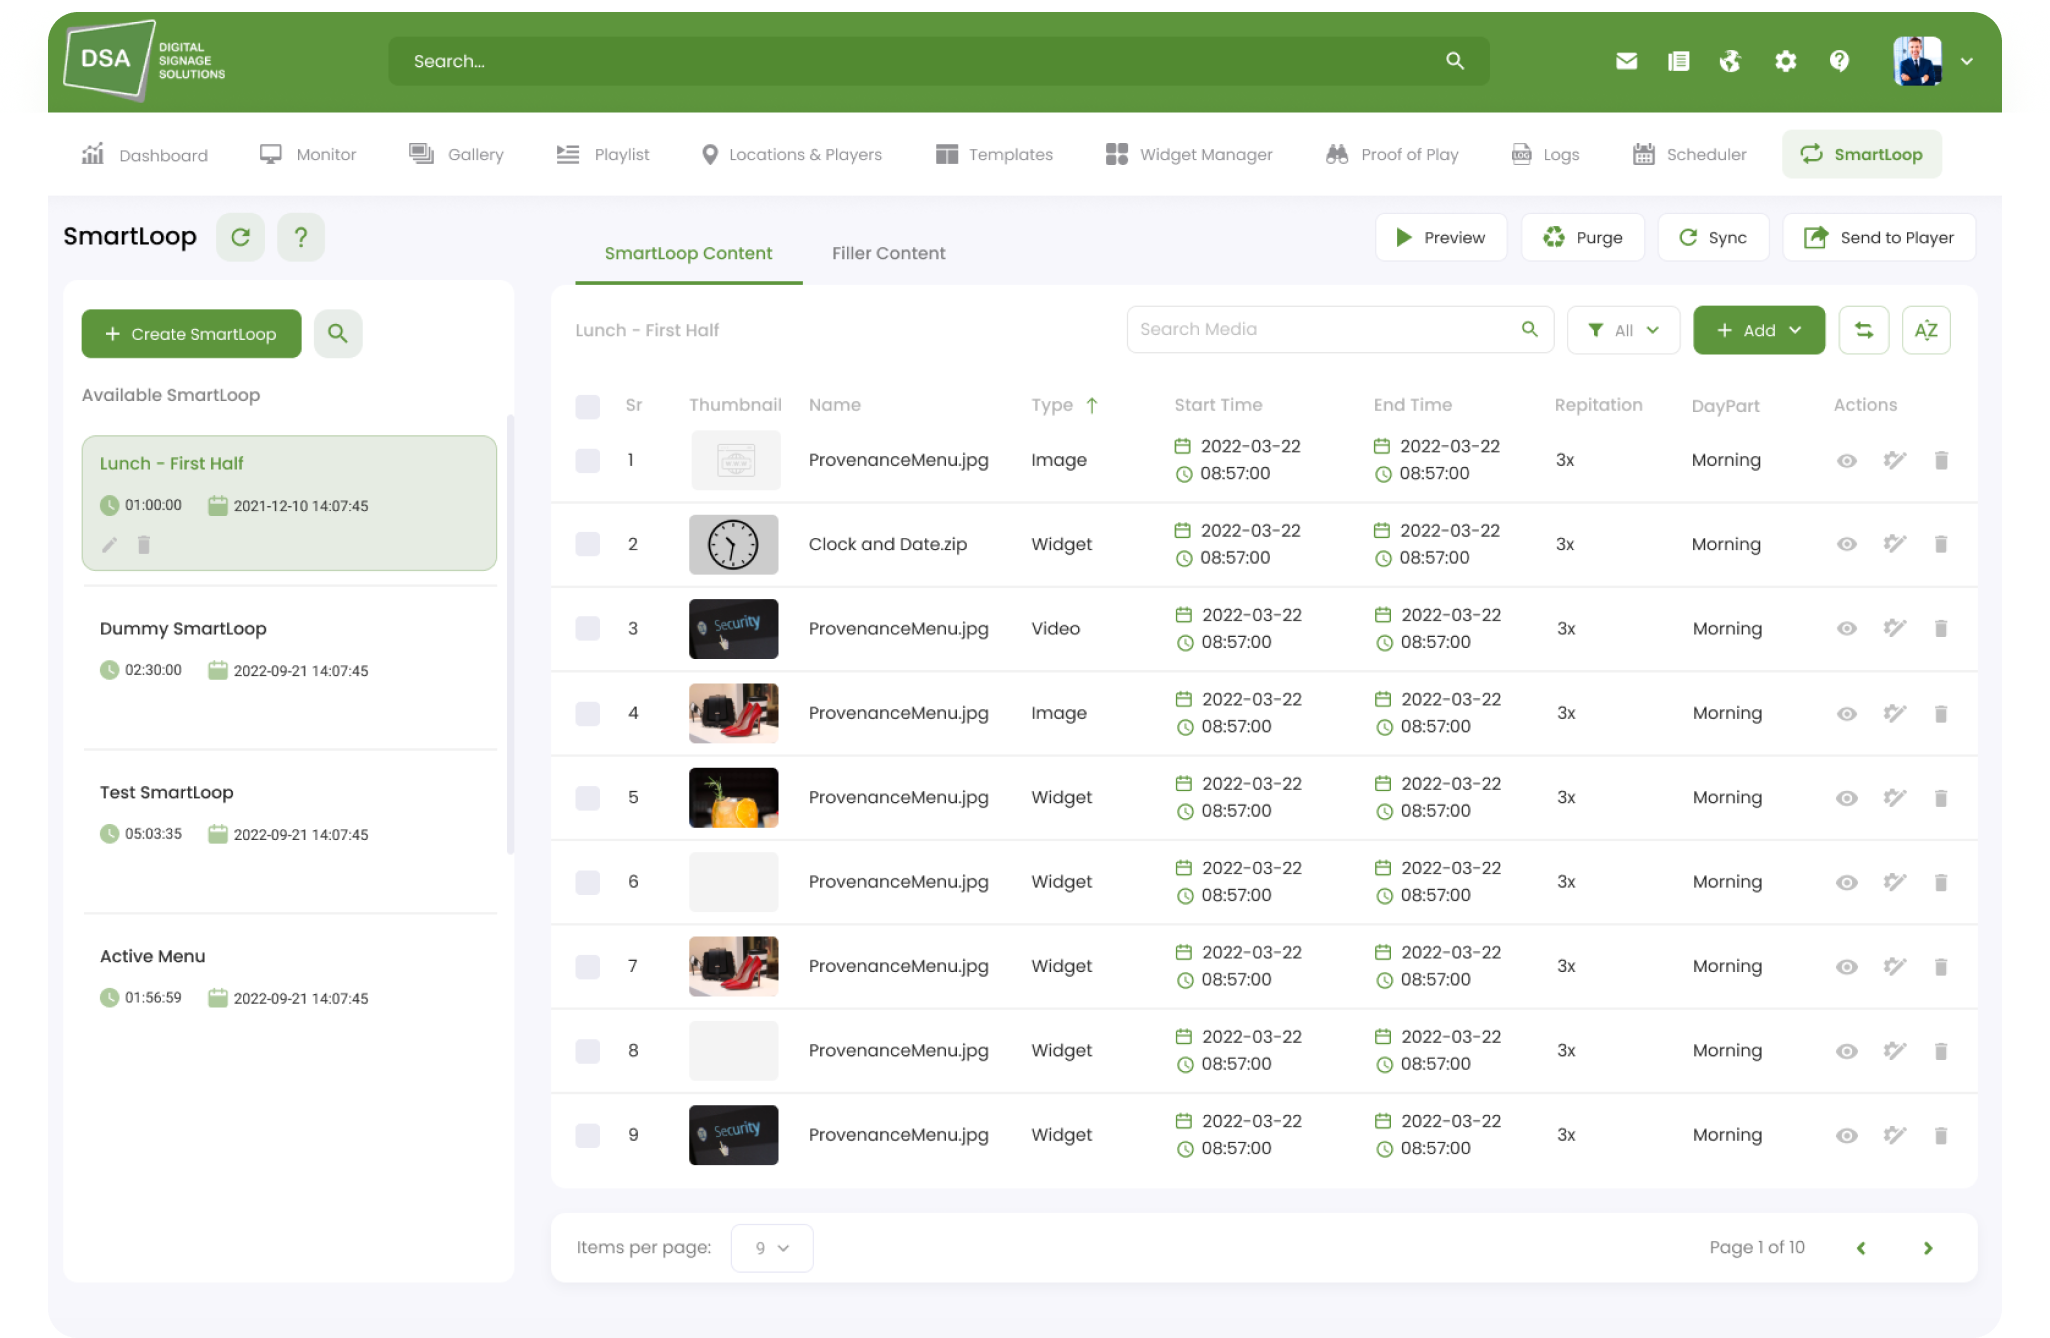 DSA
DIGITAL
SIGNAGE
SOLUTIONS
Search...
Dashboard Monitor Gallery Playlist Locations & Players Templates Widget Manager Proof of Play LOG Logs Scheduler SmartLoop
SmartLoop ?
SmartLoop Content Filler Content
Preview Purge Sync Send to Player
+ Create SmartLoop
Available SmartLoop
Lunch - First Half
01:00:00 2021-12-10 14:07:45
Dummy SmartLoop
02:30:00 2022-09-21 14:07:45
Test SmartLoop
05:03:35 2022-09-21 14:07:45
Active Menu
01:56:59 2022-09-21 14:07:45
Lunch - First Half Search Media All + Add AZ
Sr Thumbnail Name Type Start Time End Time Repitation DayPart Actions
1 WWW ProvenanceMenu.jpg Image 2022-03-22 08:57:00 2022-03-22 08:57:00 3x Morning
2 Clock and Date.zip Widget 2022-03-22 08:57:00 2022-03-22 08:57:00 3x Morning
3 Security ProvenanceMenu.jpg Video 2022-03-22 08:57:00 2022-03-22 08:57:00 3x Morning
4 ProvenanceMenu.jpg Image 2022-03-22 08:57:00 2022-03-22 08:57:00 3x Morning
5 ProvenanceMenu.jpg Widget 2022-03-22 08:57:00 2022-03-22 08:57:00 3x Morning
6 ProvenanceMenu.jpg Widget 2022-03-22 08:57:00 2022-03-22 08:57:00 3x Morning
7 ProvenanceMenu.jpg Widget 2022-03-22 08:57:00 2022-03-22 08:57:00 3x Morning
8 ProvenanceMenu.jpg Widget 2022-03-22 08:57:00 2022-03-22 08:57:00 3x Morning
9 Security ProvenanceMenu.jpg Widget 2022-03-22 08:57:00 2022-03-22 08:57:00 3x Morning
Items per page: 9 Page 1 of 10